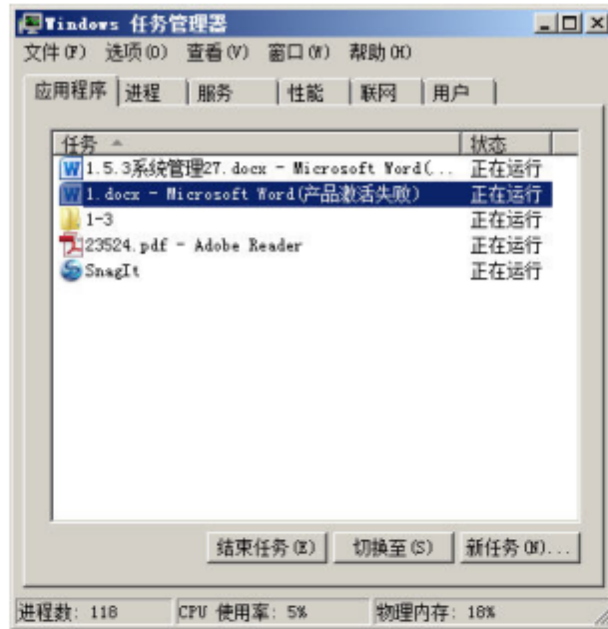 Windows 任务管理器
文件(F) 选项(O) 查看(V) 窗口(W) 帮助(H)
应用程序 进程 服务 性能 联网 用户
任务 状态
1.5.3系统管理27.docx - Microsoft Word(... 正在运行
1.docx - Microsoft Word(产品激活失败) 正在运行
1-3 正在运行
23524.pdf - Adobe Reader 正在运行
SnagIt 正在运行
结束任务(E) 切换至(S) 新任务(N)...
进程数: 118 CPU 使用率: 5% 物理内存: 18%